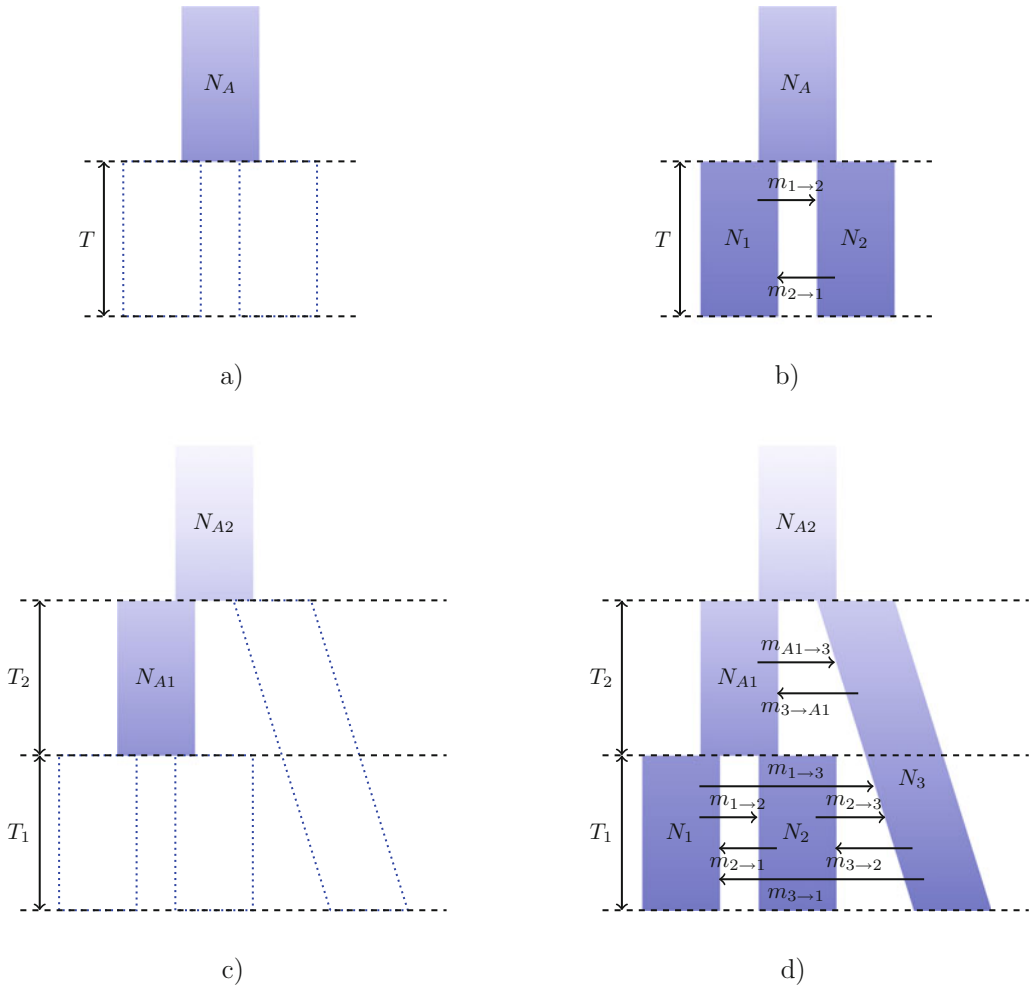 N_A
T
a)
N_A
m_{1→2}
T
N_1
N_2
m_{2→1}
b)
N_{A2}
T_2
N_{A1}
T_1
c)
N_{A2}
m_{A1→3}
T_2
N_{A1}
m_{3→A1}
m_{1→3}
N_3
m_{1→2}
m_{2→3}
T_1
N_1
N_2
m_{2→1}
m_{3→2}
m_{3→1}
d)